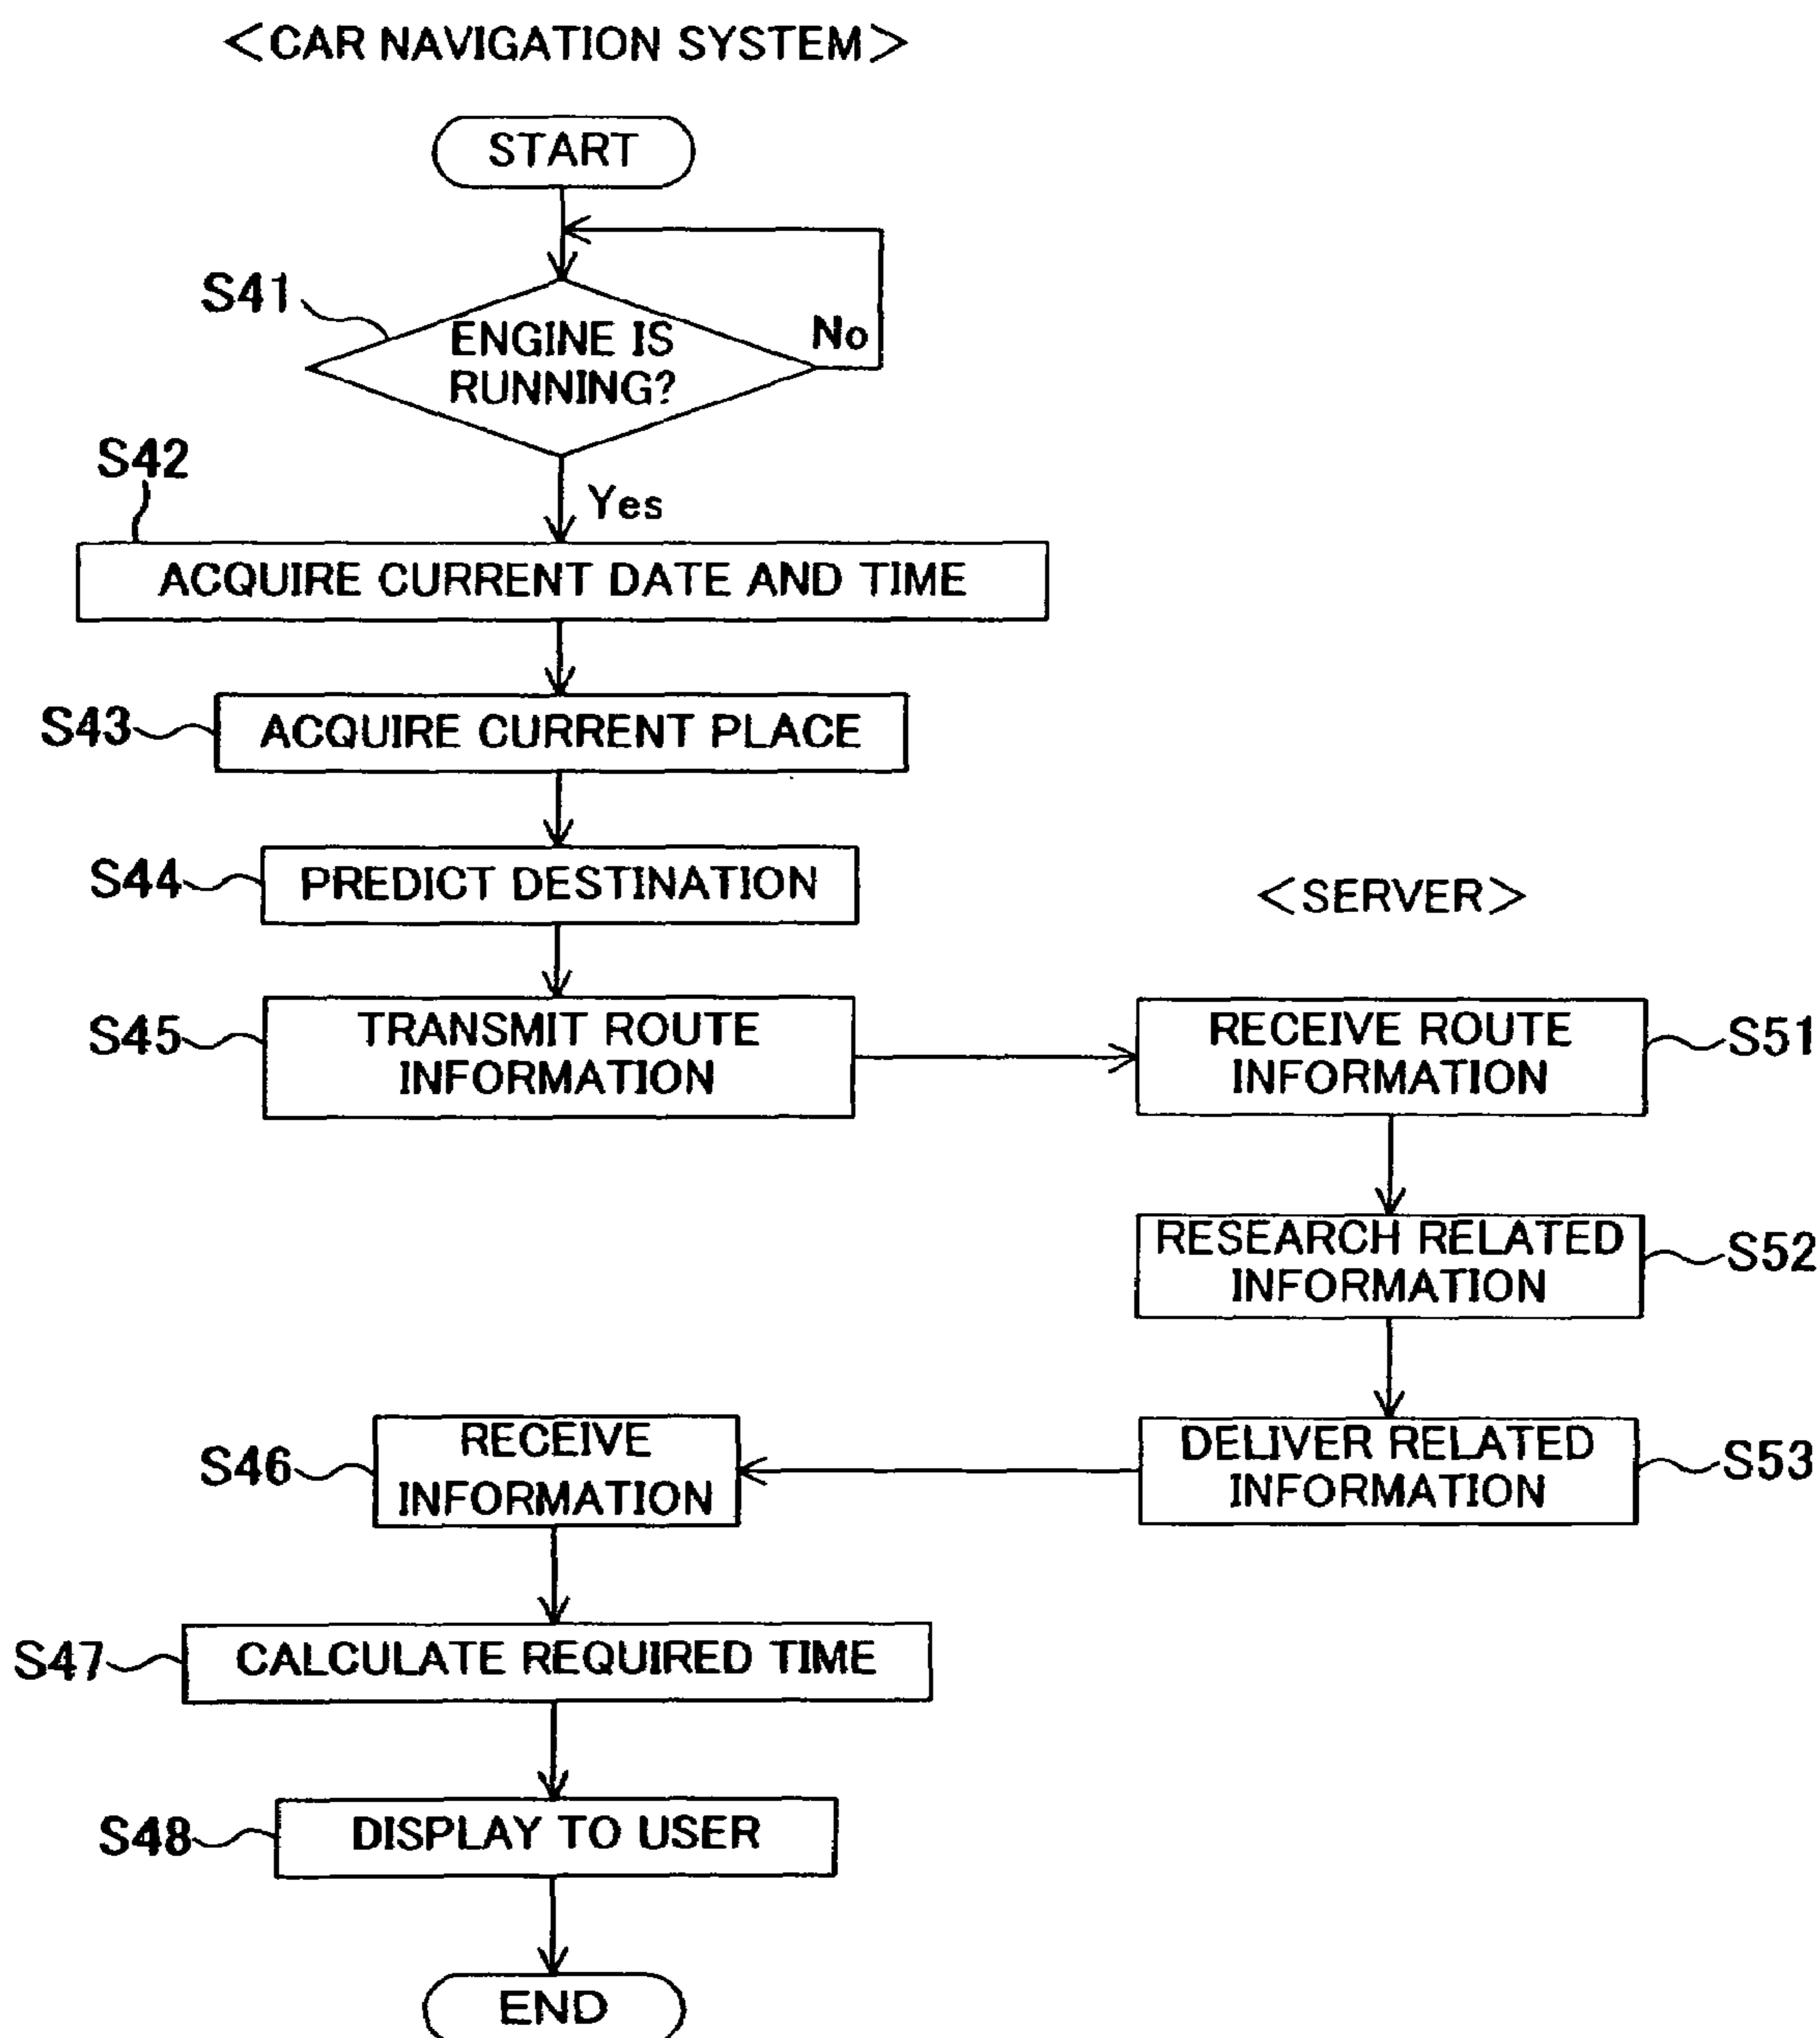 <CAR NAVIGATION SYSTEM>
START
S41
ENGINE IS
RUNNING?
No
S42
Yes
ACQUIRE CURRENT DATE AND TIME
S43
ACQUIRE CURRENT PLACE
S44
PREDICT DESTINATION
<SERVER>
S45
TRANSMIT ROUTE
INFORMATION
RECEIVE ROUTE
INFORMATION
S51
RESEARCH RELATED
INFORMATION
S52
DELIVER RELATED
INFORMATION
S53
S46
RECEIVE
INFORMATION
S47
CALCULATE REQUIRED TIME
S48
DISPLAY TO USER
END